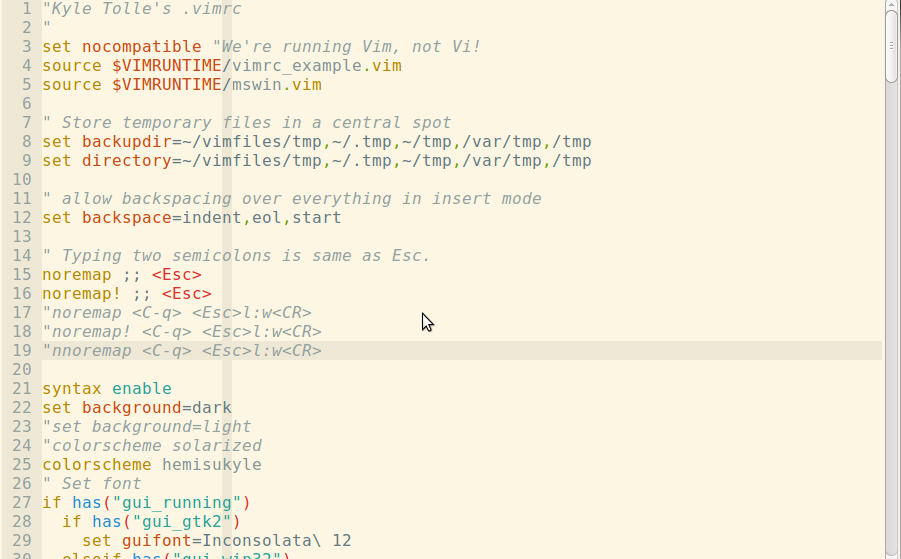 1 "Kyle Tolle's .vimrc
2 "
3 set nocompatible "We're running Vim, not Vi!
4 source $VIMRUNTIME/vimrc_example.vim
5 source $VIMRUNTIME/mswin.vim
6
7 " Store temporary files in a central spot
8 set backupdir=~/vimfiles/tmp,~/.tmp,~/tmp,/var/tmp,/tmp
9 set directory=~/vimfiles/tmp,~/.tmp,~/tmp,/var/tmp,/tmp
10
11 " allow backspacing over everything in insert mode
12 set backspace=indent,eol,start
13
14 " Typing two semicolons is same as Esc.
15 noremap ;; <Esc>
16 noremap! ;; <Esc>
17 "noremap <C-q> <Esc>l:w<CR>
18 "noremap! <C-q> <Esc>l:w<CR>
19 "nnoremap <C-q> <Esc>l:w<CR>
20
21 syntax enable
22 set background=dark
23 "set background=light
24 "colorscheme solarized
25 colorscheme hemisukyle
26 " Set font
27 if has("gui_running")
28   if has("gui_gtk2")
29     set guifont=Inconsolata\ 12
30   elseif has("gui_win32")